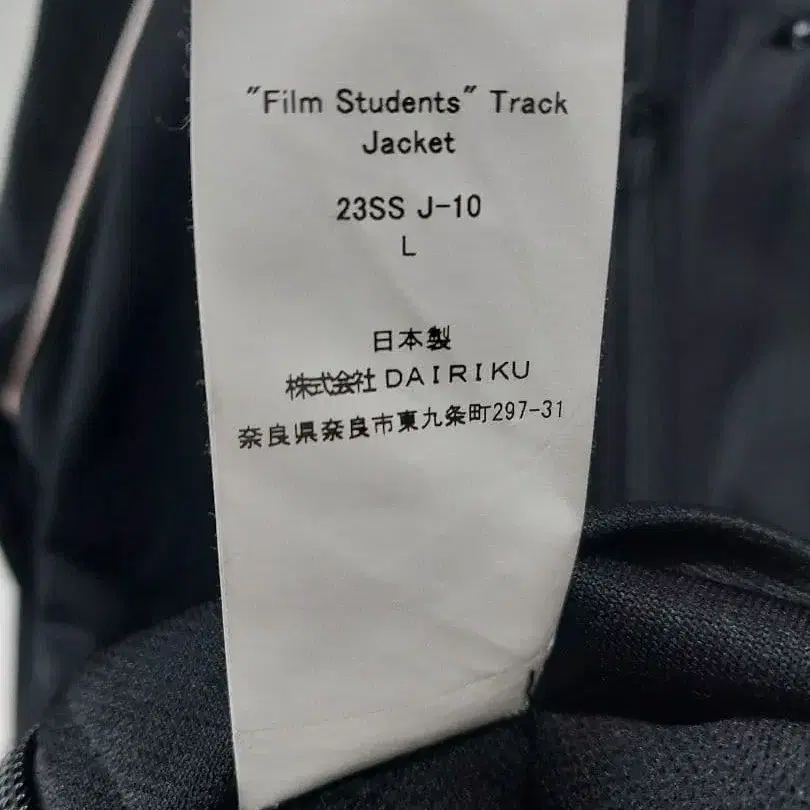 "Film Students" Track
Jacket
23SS J-10
L
日本製
株式会社 DAIRIKU
奈良県奈良市東九条町297-31